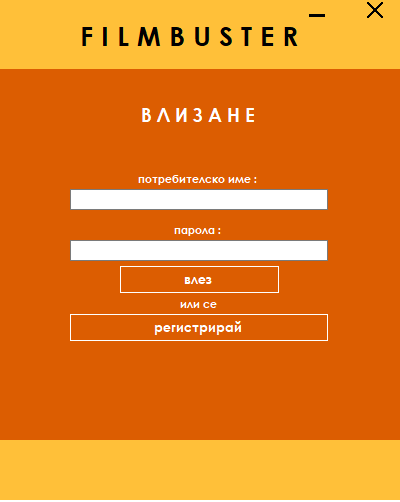 FILMBUSTER
ВЛИЗАНЕ
потребителско име :
парола :
влез
или се
регистрирай